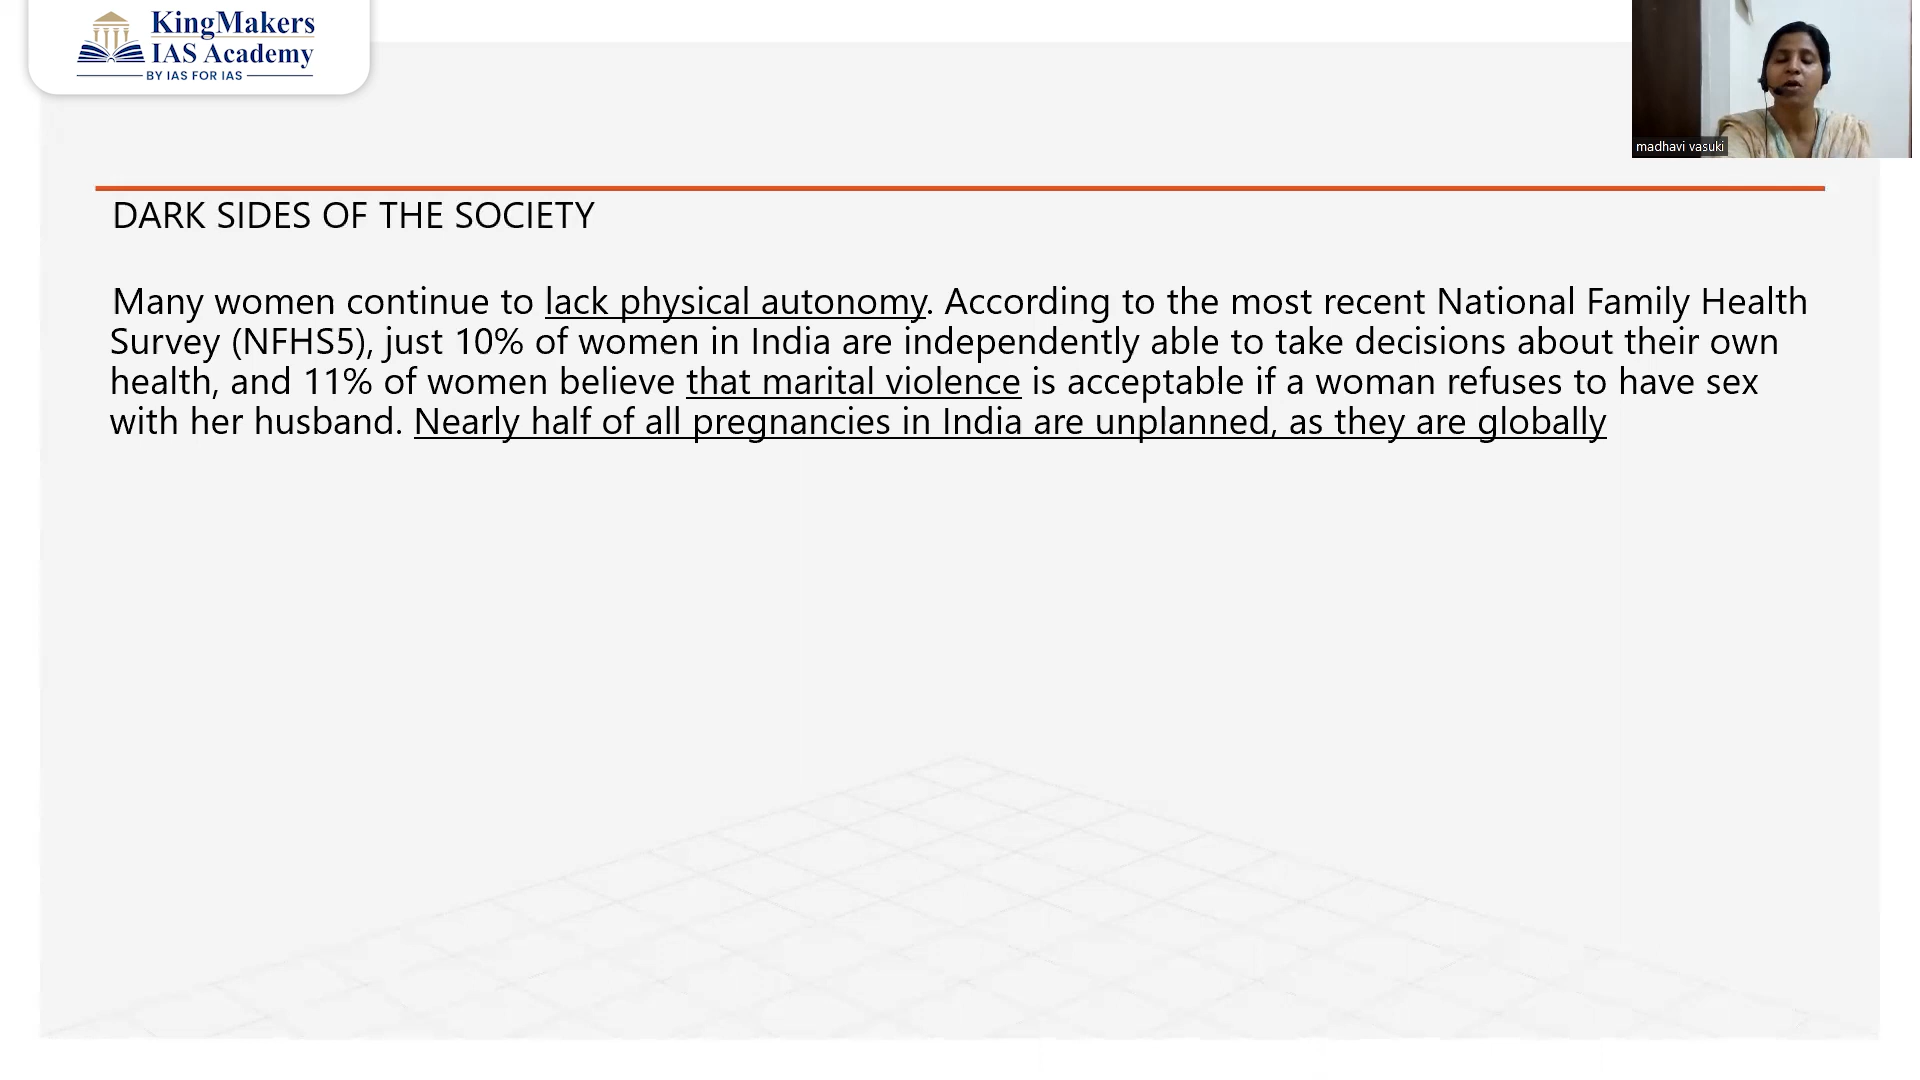 KingMakers
IAS Academy
BY IAS FOR IAS
madhavi vasuki
DARK SIDES OF THE SOCIETY
Many women continue to lack physical autonomy. According to the most recent National Family Health
Survey (NFHS5), just 10% of women in India are independently able to take decisions about their own
health, and 11% of women believe that marital violence is acceptable if a woman refuses to have sex
with her husband. Nearly half of all pregnancies in India are unplanned, as they are globally